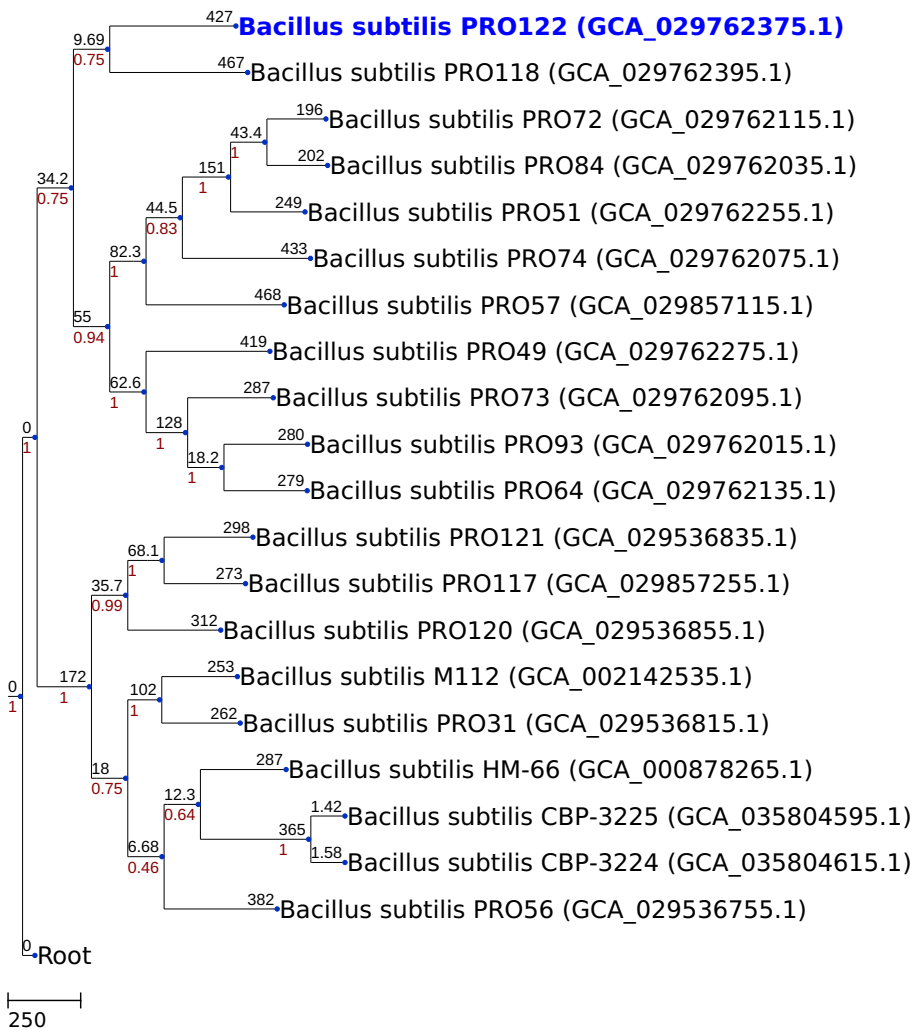 427
Bacillus subtilis PRO122 (GCA_029762375.1)
9.69
0.75
467
Bacillus subtilis PRO118 (GCA_029762395.1)
196
Bacillus subtilis PRO72 (GCA_029762115.1)
43.4
1
202
Bacillus subtilis PRO84 (GCA_029762035.1)
151
1
34.2
0.75
249
Bacillus subtilis PRO51 (GCA_029762255.1)
44.5
0.83
433
Bacillus subtilis PRO74 (GCA_029762075.1)
82.3
1
468
Bacillus subtilis PRO57 (GCA_029857115.1)
55
0.94
419
Bacillus subtilis PRO49 (GCA_029762275.1)
62.6
1
287
Bacillus subtilis PRO73 (GCA_029762095.1)
128
1
0
1
280
Bacillus subtilis PRO93 (GCA_029762015.1)
18.2
1
279
Bacillus subtilis PRO64 (GCA_029762135.1)
298
Bacillus subtilis PRO121 (GCA_029536835.1)
68.1
1
273
Bacillus subtilis PRO117 (GCA_029857255.1)
35.7
0.99
312
Bacillus subtilis PRO120 (GCA_029536855.1)
172
1
253
Bacillus subtilis M112 (GCA_002142535.1)
0
1
102
1
262
Bacillus subtilis PRO31 (GCA_029536815.1)
18
0.75
287
Bacillus subtilis HM-66 (GCA_000878265.1)
12.3
0.64
1.42
Bacillus subtilis CBP-3225 (GCA_035804595.1)
365
1
1.58
Bacillus subtilis CBP-3224 (GCA_035804615.1)
6.68
0.46
382
Bacillus subtilis PRO56 (GCA_029536755.1)
0
Root
250